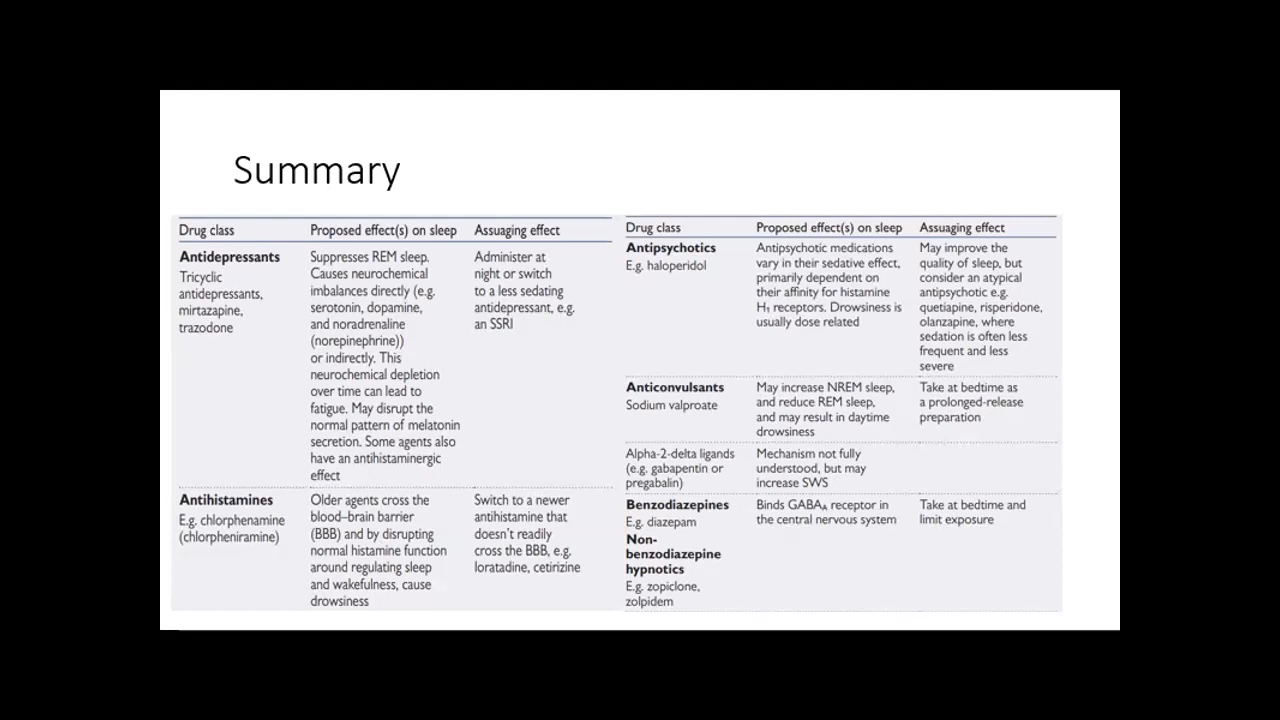 Summary
Drug class
Proposed effect(s) on sleep
Assuaging effect
Antidepressants
Tricyclic
antidepressants,
mirtazapine,
trazodone
Suppresses REM sleep.
Causes neurochemical
imbalances directly (e.g.
serotonin, dopamine,
and noradrenaline
(norepinephrine))
or indirectly. This
neurochemical depletion
over time can lead to
fatigue. May disrupt the
normal pattern of melatonin
secretion. Some agents also
have an antihistaminergic
effect
Administer at
night or switch
to a less sedating
antidepressant, e.g.
an SSRI
Antihistamines
E.g. chlorphenamine
(chlorpheniramine)
Older agents cross the
blood–brain barrier
(BBB) and by disrupting
normal histamine function
around regulating sleep
and wakefulness, cause
drowsiness
Switch to a newer
antihistamine that
doesn't readily
cross the BBB, e.g.
loratadine, cetirizine
Drug class
Proposed effect(s) on sleep
Assuaging effect
Antipsychotics
E.g. haloperidol
Antipsychotic medications
vary in their sedative effect,
primarily dependent on
their affinity for histamine
H₁ receptors. Drowsiness is
usually dose related
May improve the
quality of sleep, but
consider an atypical
antipsychotic e.g.
quetiapine, risperidone,
olanzapine, where
sedation is often less
frequent and less
severe
Anticonvulsants
Sodium valproate
May increase NREM sleep,
and reduce REM sleep,
and may result in daytime
drowsiness
Take at bedtime as
a prolonged-release
preparation
Alpha-2-delta ligands
(e.g. gabapentin or
pregabalin)
Mechanism not fully
understood, but may
increase SWS
Benzodiazepines
E.g. diazepam
Non-
benzodiazepine
hypnotics
E.g. zopiclone,
zolpidem
Binds GABAA receptor in
the central nervous system
Take at bedtime and
limit exposure